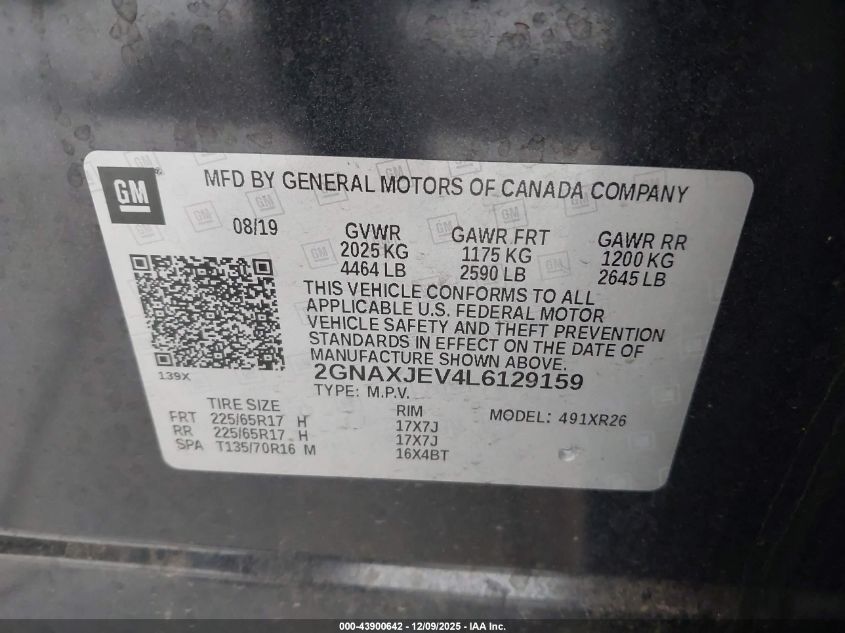 GM
MFD BY GENERAL MOTORS OF CANADA COMPANY
08/19 GVWR GAWR FRT GAWR RR
2025 KG 1175 KG 1200 KG
4464 LB 2590 LB 2645 LB
THIS VEHICLE CONFORMS TO ALL
APPLICABLE U.S. FEDERAL MOTOR
VEHICLE SAFETY AND THEFT PREVENTION
STANDARDS IN EFFECT ON THE DATE OF
MANUFACTURE SHOWN ABOVE.
139X 2GNAXJEV4L6129159
TYPE: M.P.V.
TIRE SIZE RIM MODEL: 491XR26
FRT 225/65R17 H 17X7J
RR 225/65R17 H 17X7J
SPA T135/70R16 M 16X4BT
000-43900642 - 12/09/2025 - IAA Inc.